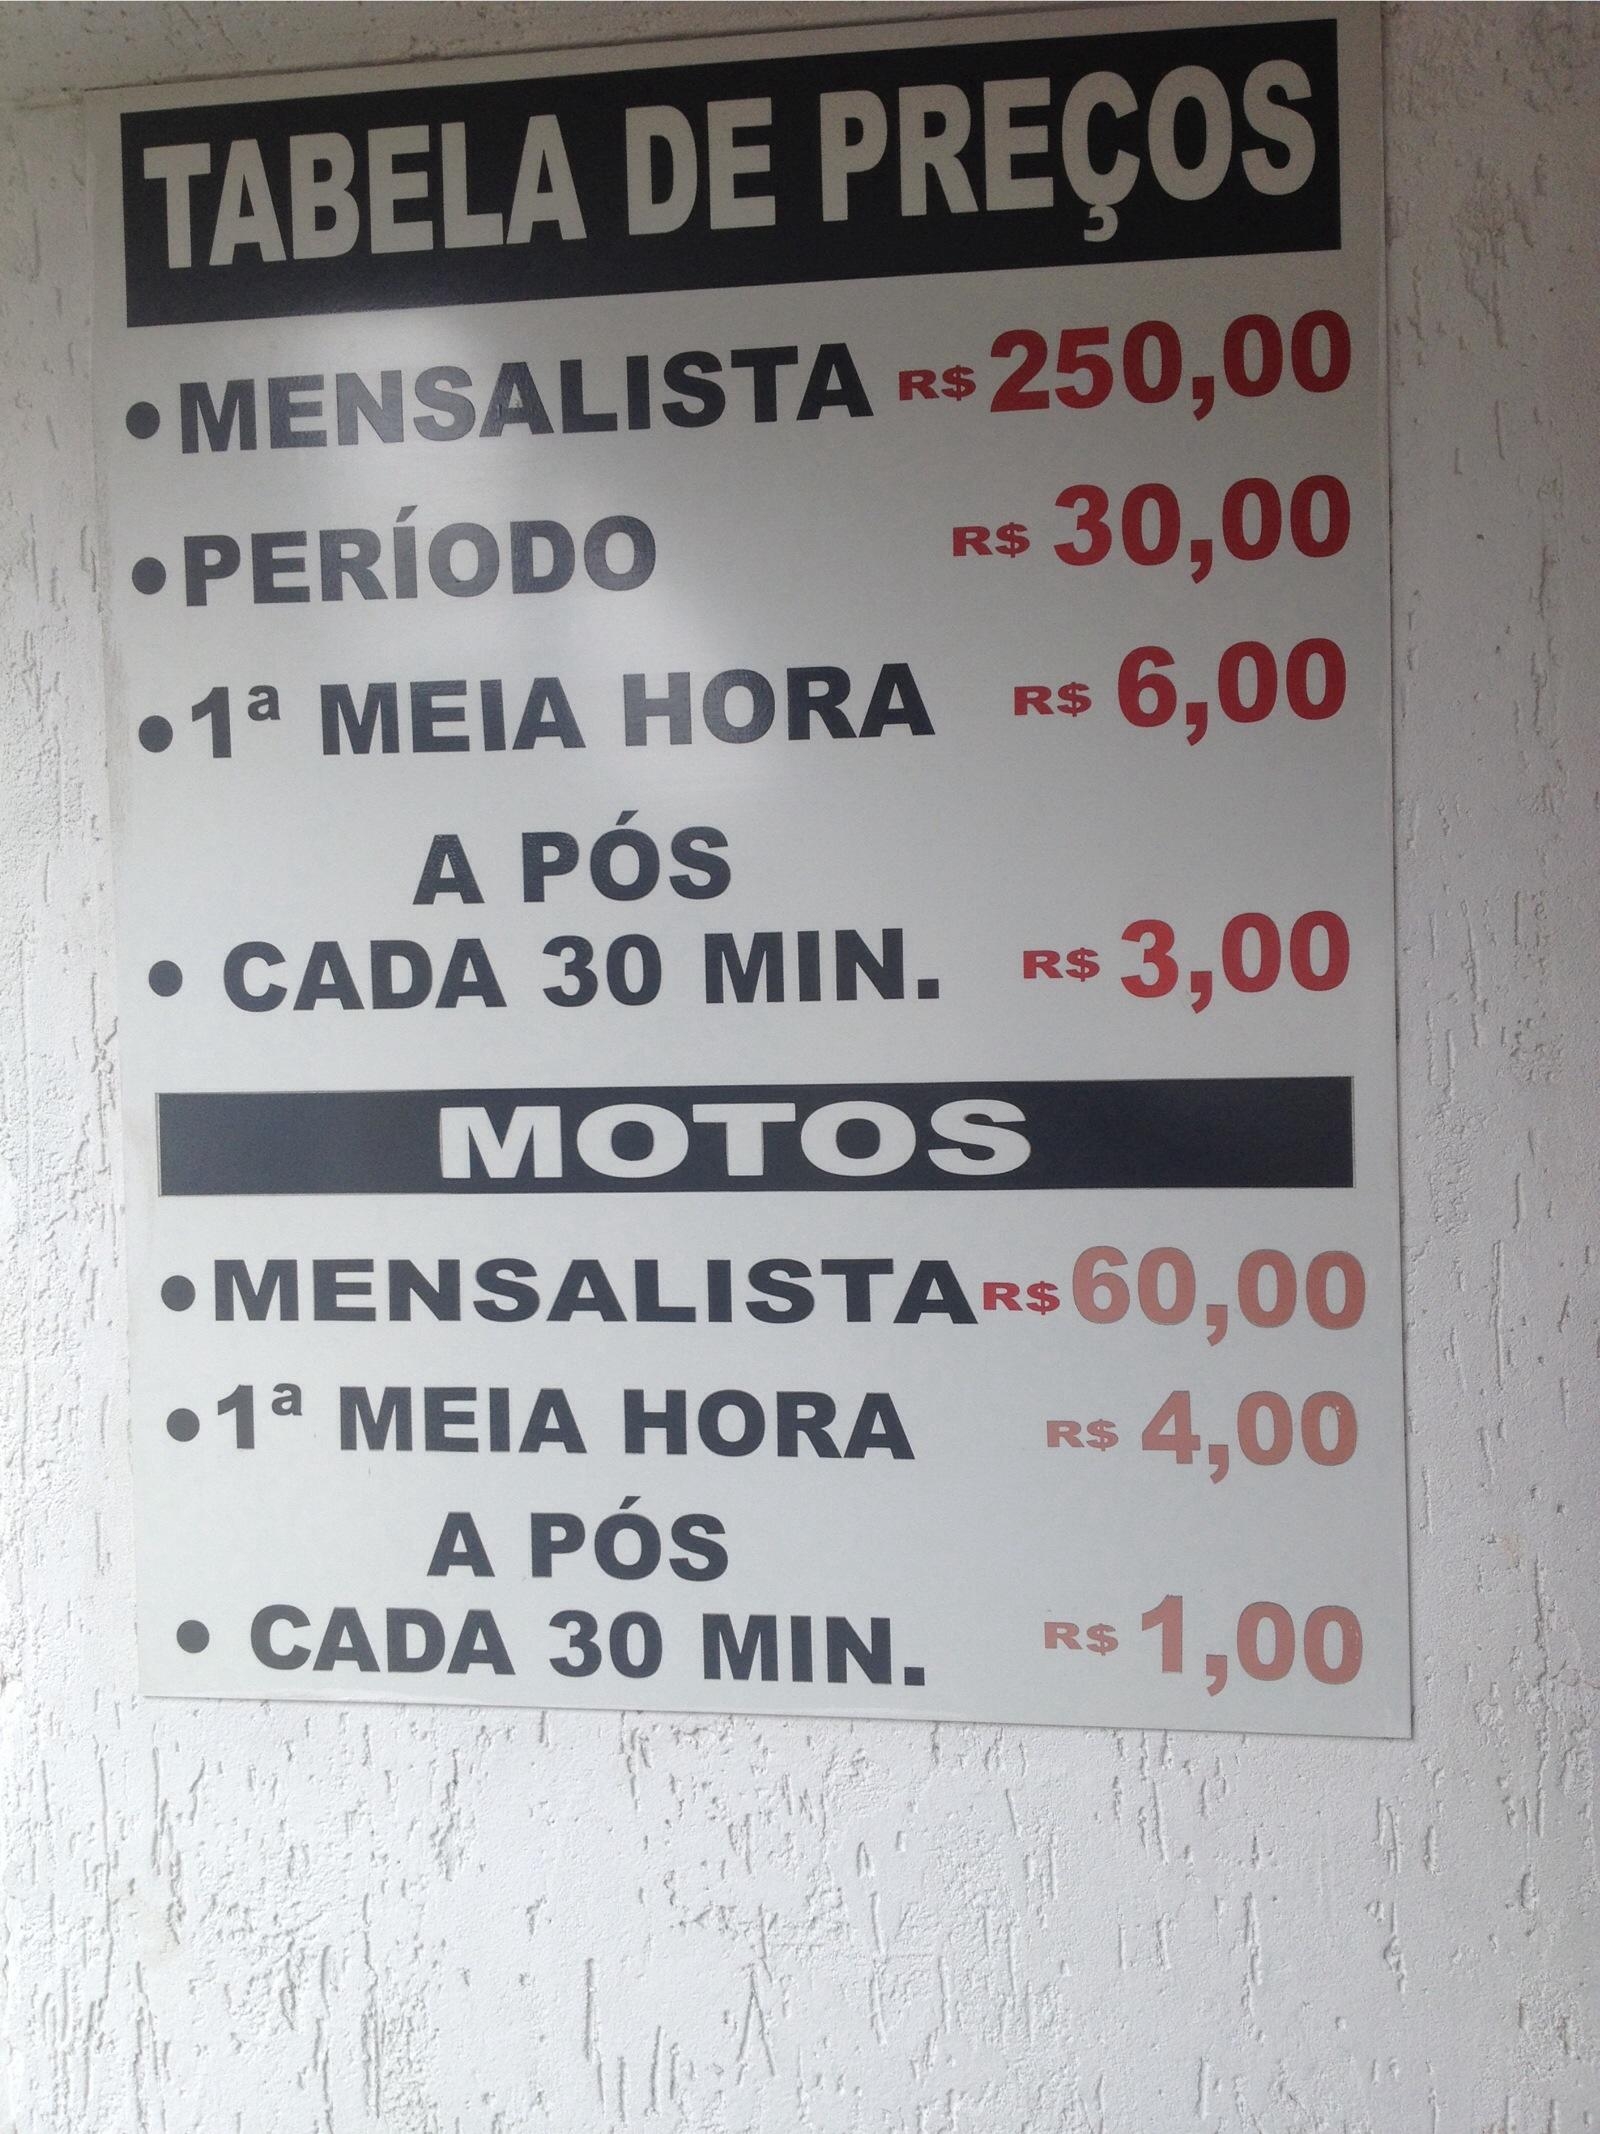 TABELA DE PREÇOS
•MENSALISTA R$ 250,00
•PERÍODO R$ 30,00
•1ª MEIA HORA R$ 6,00
A PÓS
• CADA 30 MIN. R$ 3,00
MOTOS
•MENSALISTA R$ 60,00
•1ª MEIA HORA R$ 4,00
A PÓS
• CADA 30 MIN. R$ 1,00